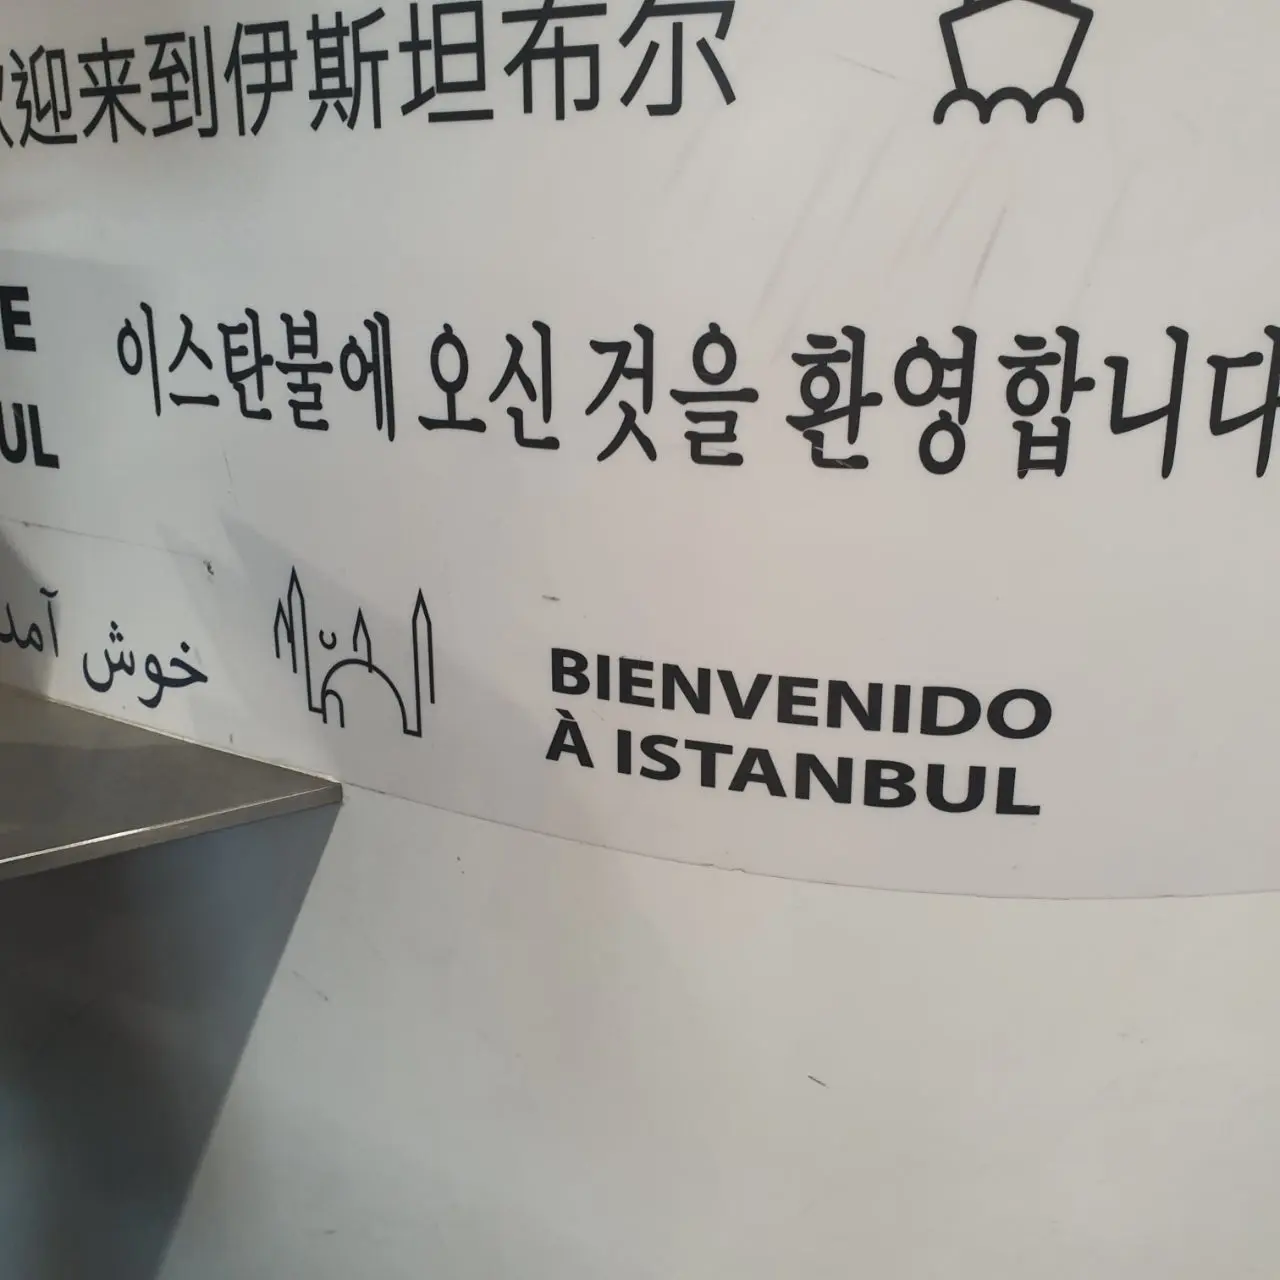 迎来到伊斯坦布尔
이스탄불에 오신 것을 환영합니다
E
UL
خوش آمد
BIENVENIDO
À ISTANBUL